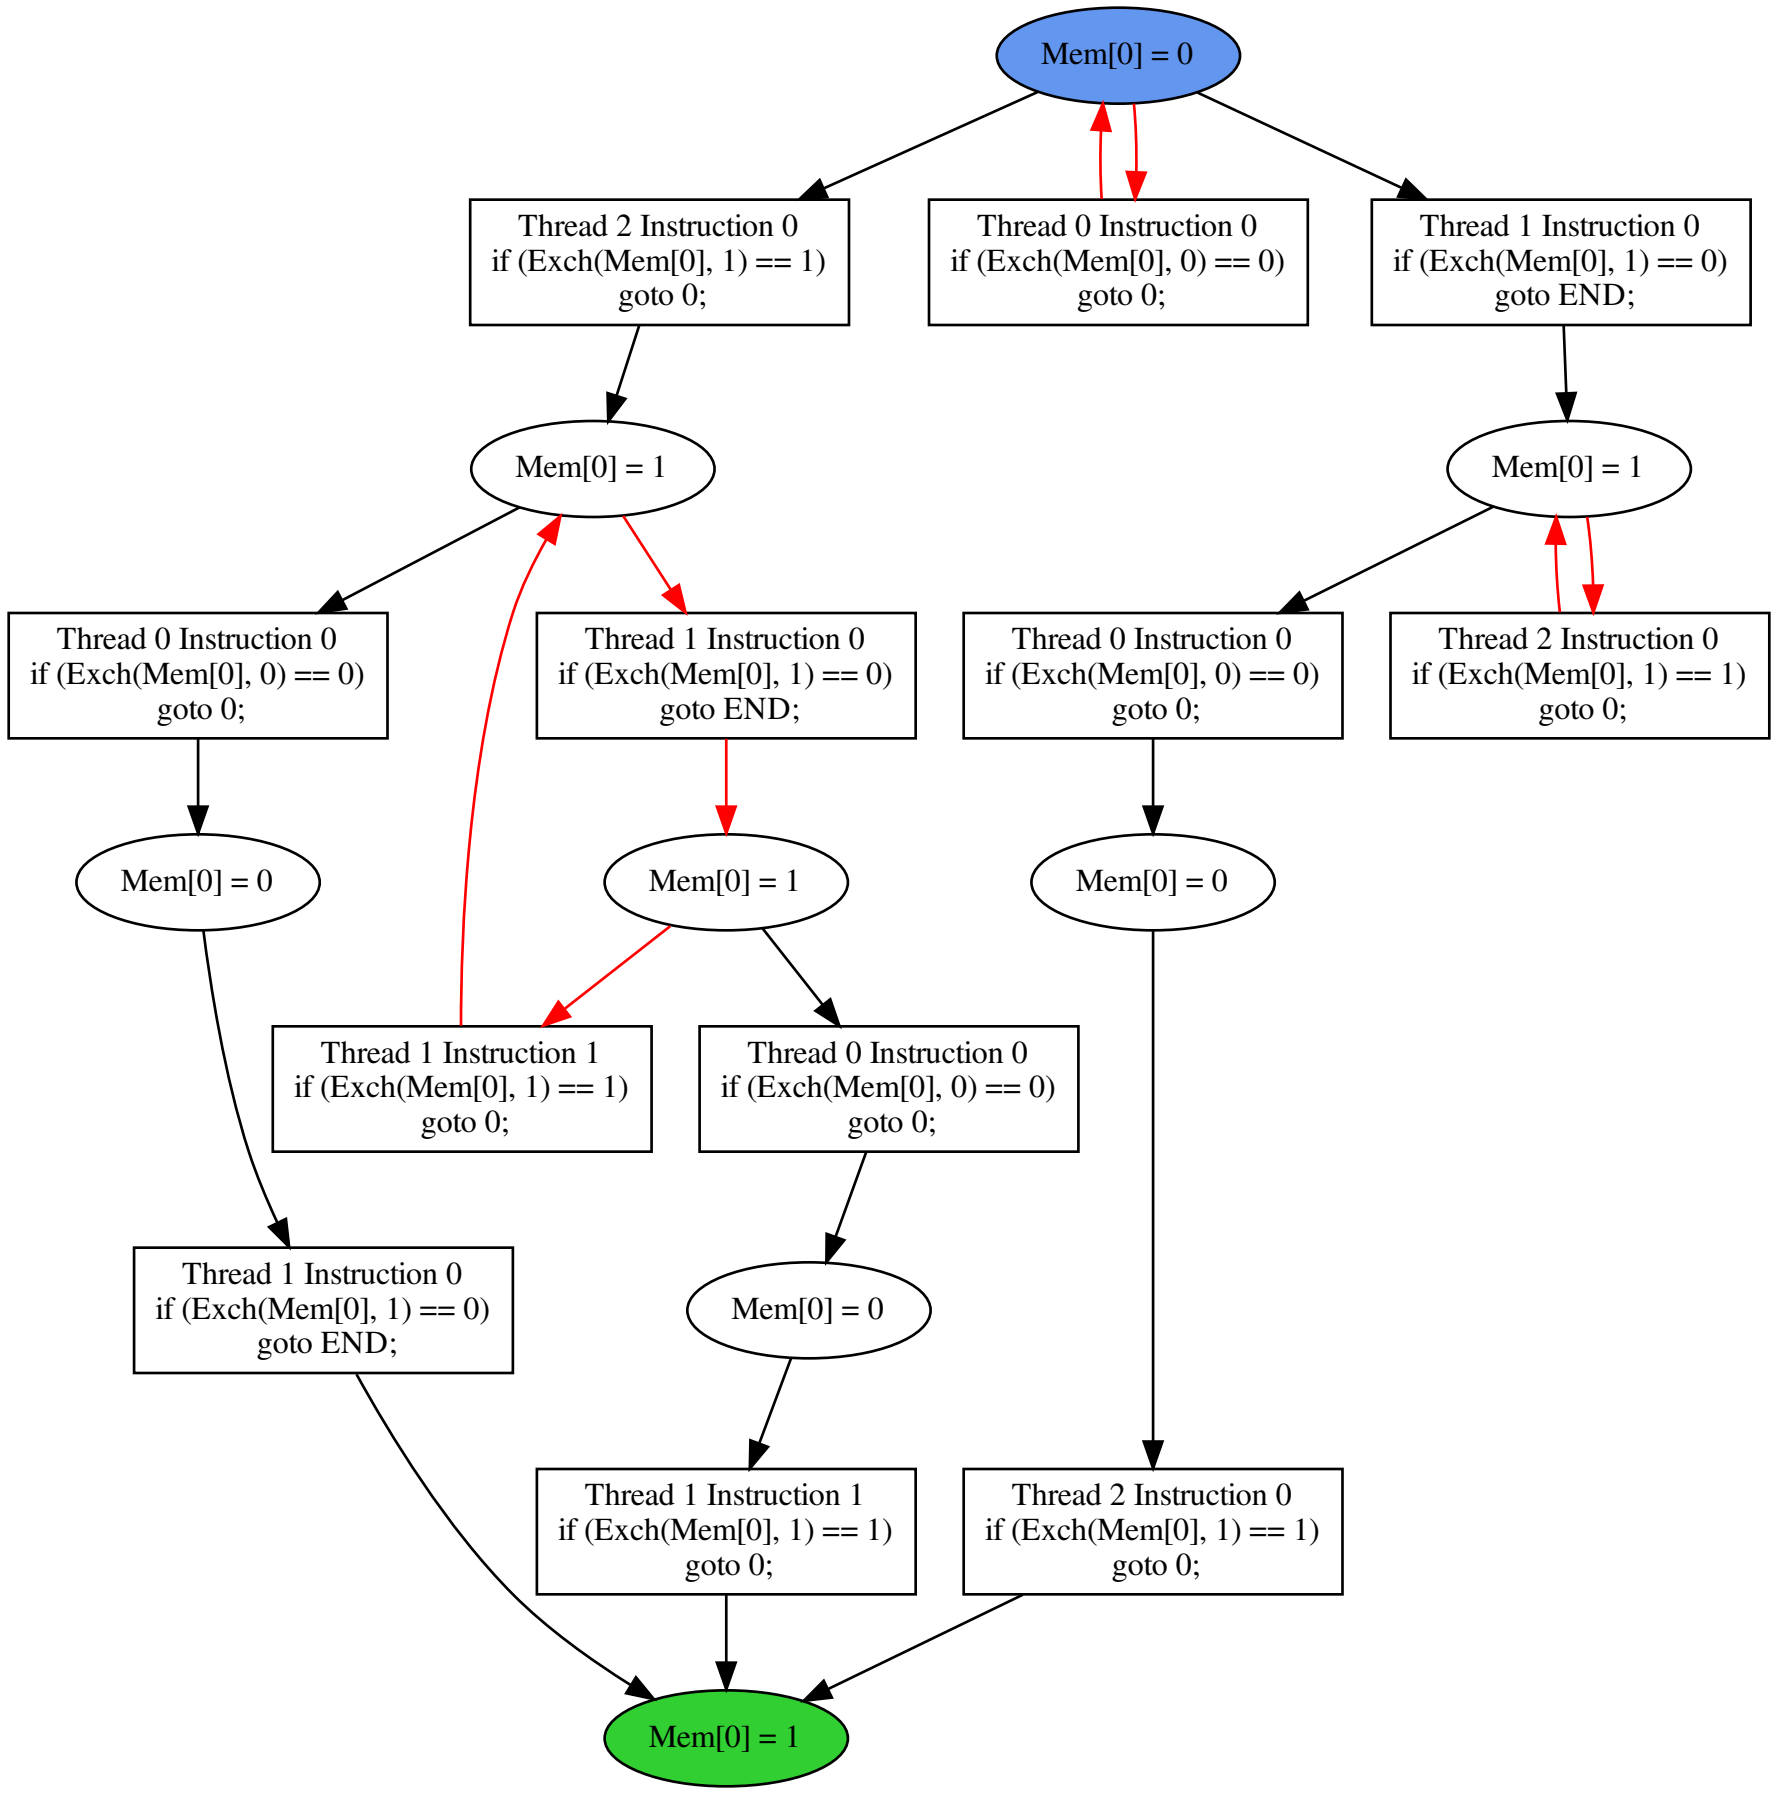 Mem[0] = 0
Thread 2 Instruction 0
if (Exch(Mem[0], 1) == 1)
goto 0;
Thread 0 Instruction 0
if (Exch(Mem[0], 0) == 0)
goto 0;
Thread 1 Instruction 0
if (Exch(Mem[0], 1) == 0)
goto END;
Mem[0] = 1
Mem[0] = 1
Thread 0 Instruction 0
if (Exch(Mem[0], 0) == 0)
goto 0;
Thread 1 Instruction 0
if (Exch(Mem[0], 1) == 0)
goto END;
Thread 0 Instruction 0
if (Exch(Mem[0], 0) == 0)
goto 0;
Thread 2 Instruction 0
if (Exch(Mem[0], 1) == 1)
goto 0;
Mem[0] = 0
Mem[0] = 1
Mem[0] = 0
Thread 1 Instruction 1
if (Exch(Mem[0], 1) == 1)
goto 0;
Thread 0 Instruction 0
if (Exch(Mem[0], 0) == 0)
goto 0;
Thread 1 Instruction 0
if (Exch(Mem[0], 1) == 0)
goto END;
Mem[0] = 0
Thread 1 Instruction 1
if (Exch(Mem[0], 1) == 1)
goto 0;
Thread 2 Instruction 0
if (Exch(Mem[0], 1) == 1)
goto 0;
Mem[0] = 1